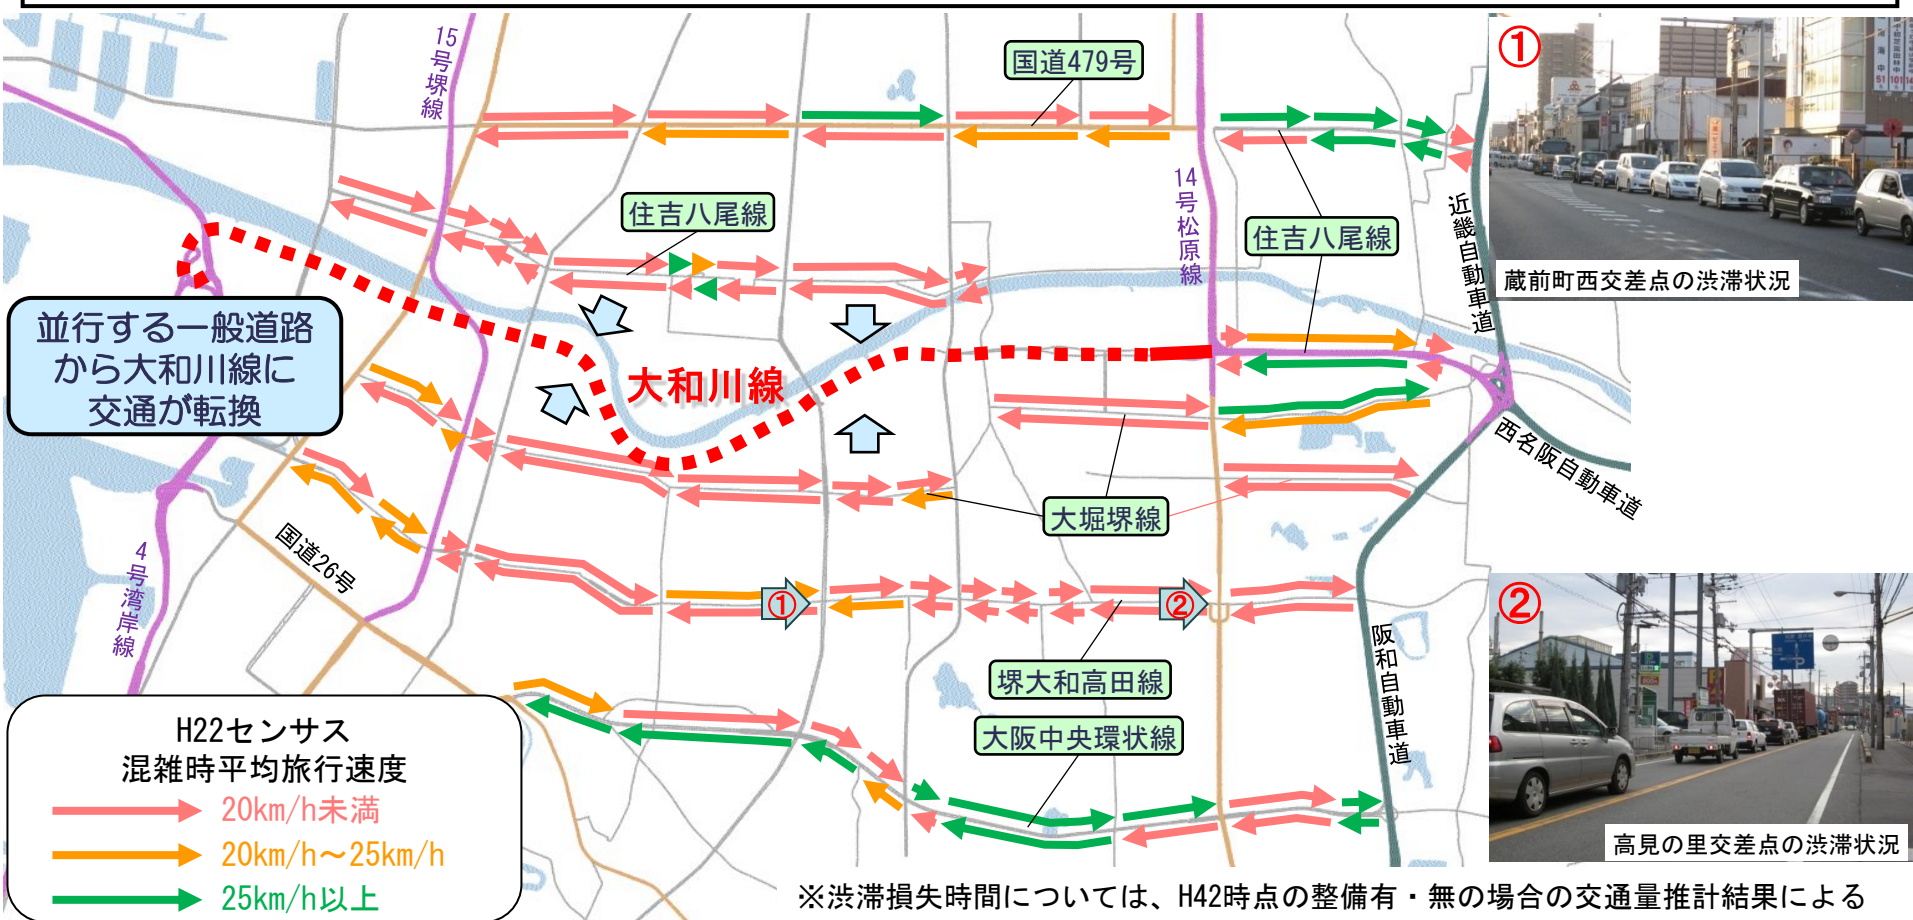 15号堺線
国道479号
①
14号松原線
住吉八尾線
住吉八尾線
近畿自動車道
蔵前町西交差点の渋滞状況
並行する一般道路
から大和川線に
交通が転換
大和川線
西名阪自動車道
大堀堺線
国道26号
4号湾岸線
①
②
②
堺大和高田線
阪和自動車道
大阪中央環状線
H22センサス
混雑時平均旅行速度
20km/h未満
20km/h～25km/h
25km/h以上
高見の里交差点の渋滞状況
※渋滞損失時間については、H42時点の整備有・無の場合の交通量推計結果による